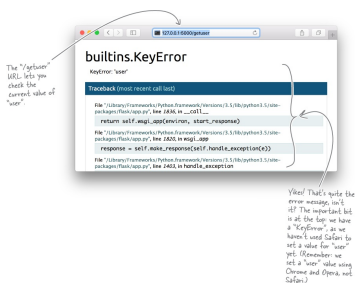 127.0.0.1:5000/getuser
The "/getuser"
URL lets you
check the
current value of
"user".
builtins.KeyError
KeyError: 'user'
Traceback (most recent call last)
File "/Library/Frameworks/Python.framework/Versions/3.5/lib/python3.5/site-
packages/flask/app.py", line 1836, in __call__
return self.wsgi_app(environ, start_response)
File "/Library/Frameworks/Python.framework/Versions/3.5/lib/python3.5/site-
packages/flask/app.py", line 1820, in wsgi_app
response = self.make_response(self.handle_exception(e))
File "/Library/Frameworks/Python.framework/Versions/3.5/lib/python3.5/site-
packages/flask/app.py", line 1403, in handle_exception
Yikes! That's quite the
error message, isn't
it? The important bit
is at the top: we have
a "KeyError", as we
haven't used Safari to
set a value for "user"
yet. (Remember: we
set a "user" value using
Chrome and Opera, not
Safari.)